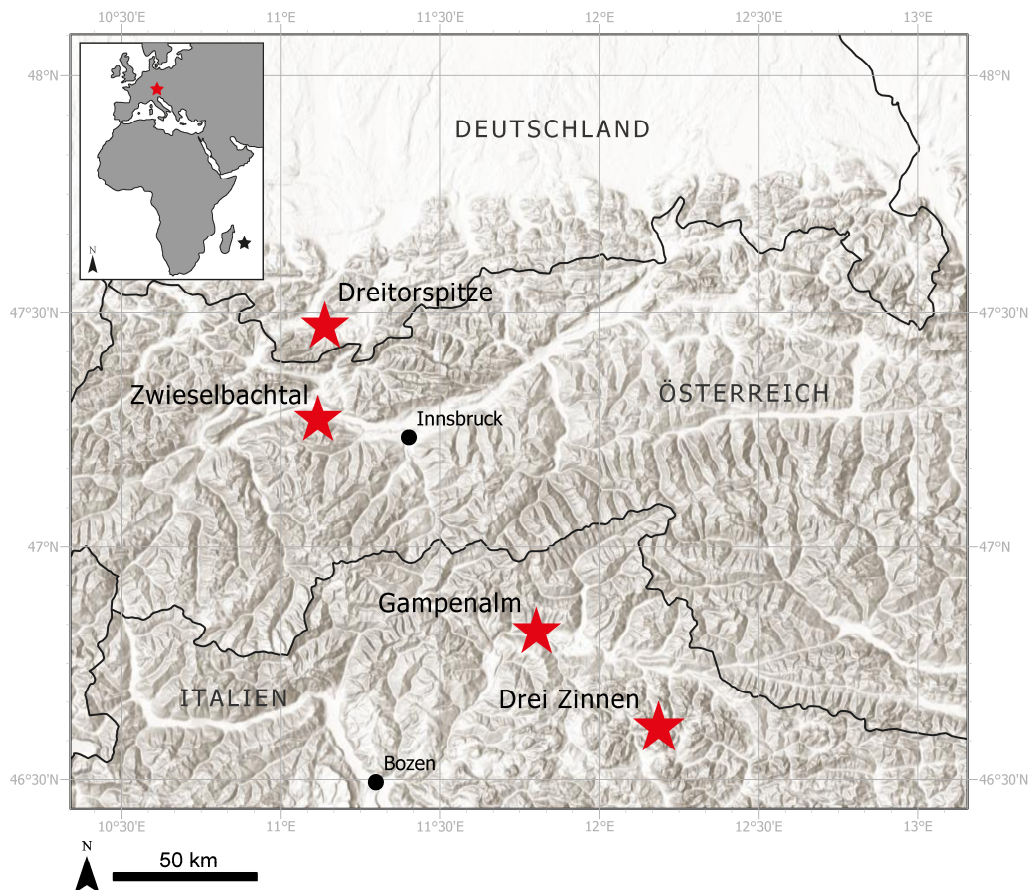 10°30'E 11°E 11°30'E 12°E 12°30'E 13°E
48°N 48°N
DEUTSCHLAND
N
Dreitorspitze
47°30'N 47°30'N
Zwieselbachtal
ÖSTERREICH
Innsbruck
47°N 47°N
Gampenalm
ITALIEN
Drei Zinnen
Bozen
46°30'N 46°30'N
10°30'E 11°E 11°30'E 12°E 12°30'E 13°E
N
50 km